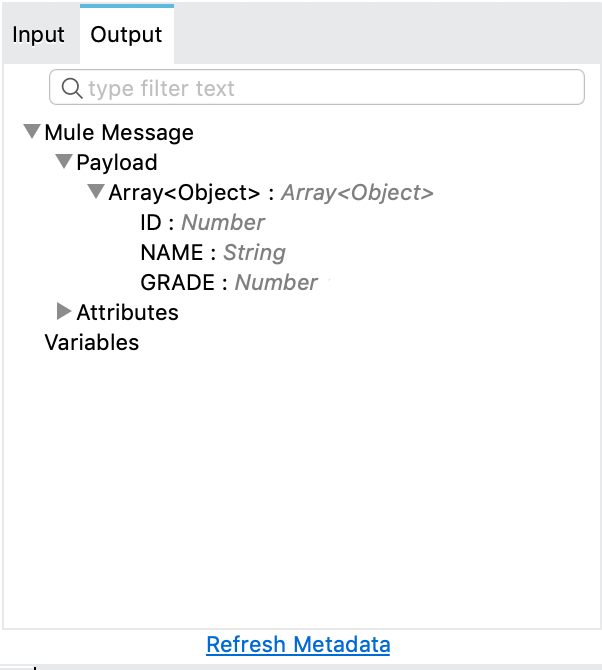 Input Output
type filter text
Mule Message
Payload
Array<Object> : Array<Object>
ID : Number
NAME : String
GRADE : Number
Attributes
Variables
Refresh Metadata